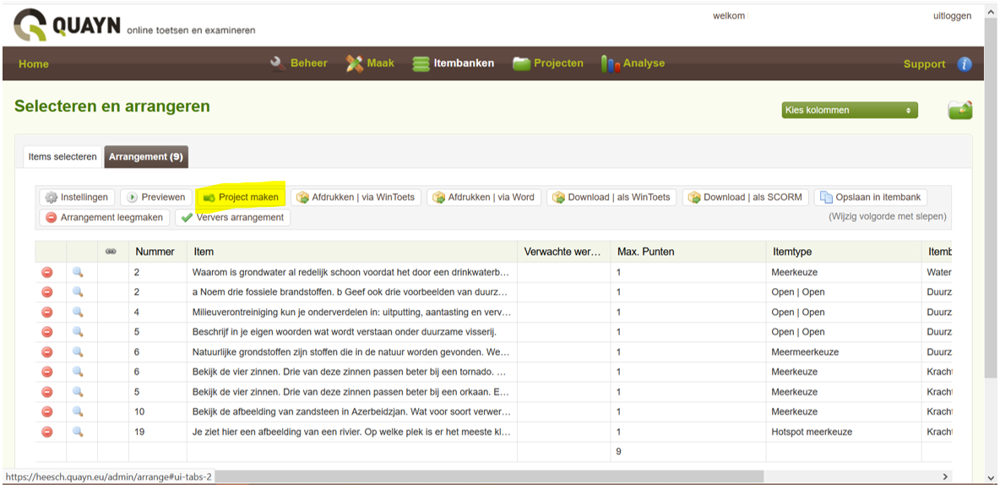 QUAYN online toetsen en examineren
welkom
uitloggen
Home
Beheer
Maak
Itembanken
Projecten
Analyse
Support
Selecteren en arrangeren
Kies kolommen
Items selecteren
Arrangement (9)
Instellingen
Previewen
Project maken
Afdrukken | via WinToets
Afdrukken | via Word
Download | als WinToets
Download | als SCORM
Opslaan in itembank
Arrangement leegmaken
Ververs arrangement
(Wijzig volgorde met slepen)
Nummer Item Verwachte wer... Max. Punten Itemtype Itemb
2 Waarom is grondwater al redelijk schoon voordat het door een drinkwaterb... 1 Meerkeuze Water
2 a Noem drie fossiele brandstoffen. b Geef ook drie voorbeelden van duurz... 1 Open | Open Duurz
4 Milieuverontreiniging kun je onderverdelen in: uitputting, aantasting en verv... 1 Open | Open Duurz
5 Beschrijf in je eigen woorden wat wordt verstaan onder duurzame visserij. 1 Open | Open Duurz
6 Natuurlijke grondstoffen zijn stoffen die in de natuur worden gevonden. We... 1 Meermeerkeuze Duurz
6 Bekijk de vier zinnen. Drie van deze zinnen passen beter bij een tornado. ... 1 Meerkeuze Kracht
5 Bekijk de vier zinnen. Drie van deze zinnen passen beter bij een orkaan. E... 1 Meerkeuze Kracht
10 Bekijk de afbeelding van zandsteen in Azerbeidzjan. Wat voor soort verwer... 1 Meerkeuze Kracht
19 Je ziet hier een afbeelding van een rivier. Op welke plek is er het meeste kl... 1 Hotspot meerkeuze Kracht
9
https://heesch.quayn.eu/admin/arrange#ui-tabs-2